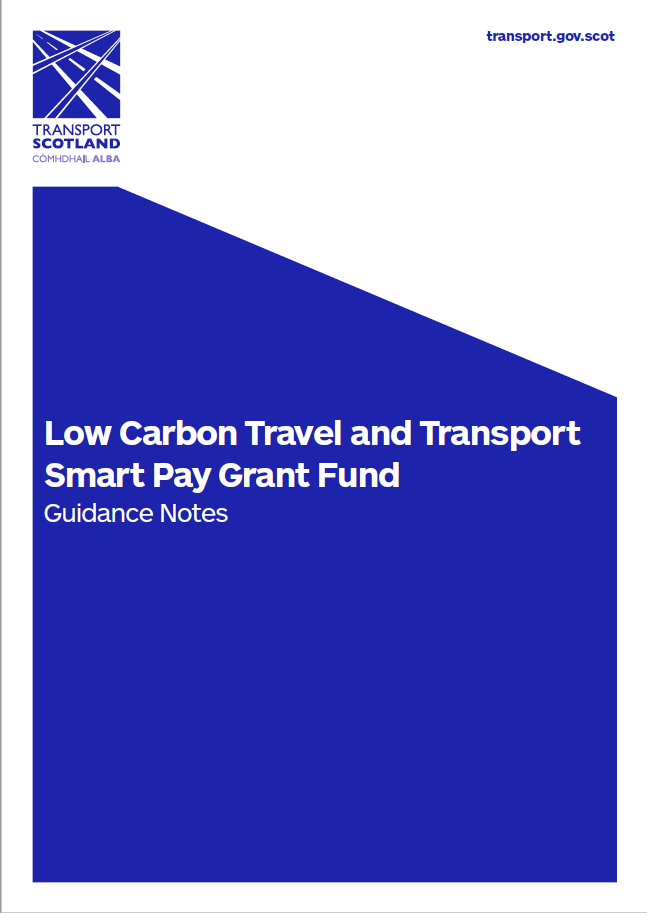 transport.gov.scot
TRANSPORT
SCOTLAND
CÒMHDHAIL ALBA
Low Carbon Travel and Transport
Smart Pay Grant Fund
Guidance Notes